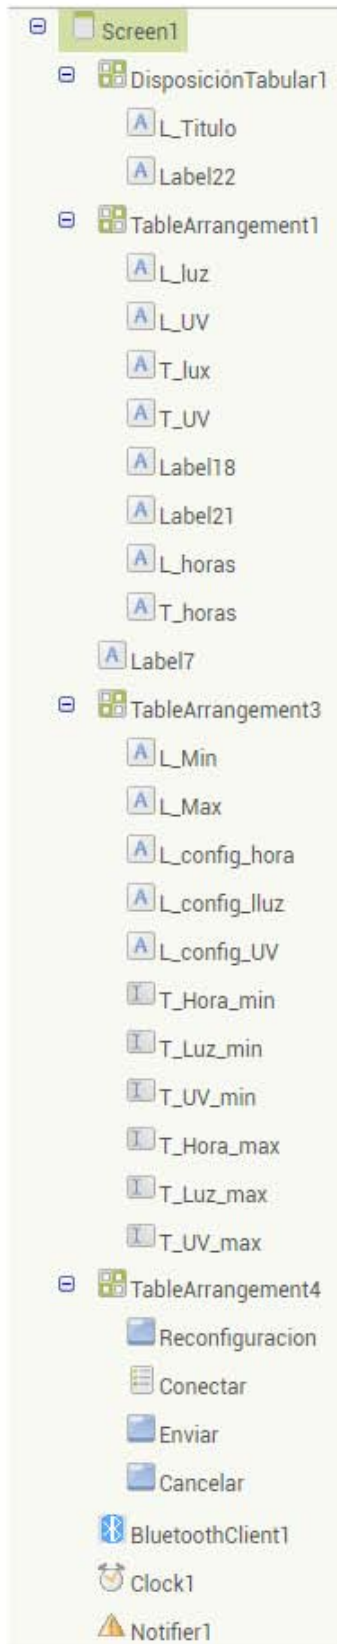 Screen1
DisposiciónTabular1
L_Titulo
Label22
TableArrangement1
L_luz
L_UV
T_lux
T_UV
Label18
Label21
L_horas
T_horas
Label7
TableArrangement3
L_Min
L_Max
L_config_hora
L_config_lluz
L_config_UV
T_Hora_min
T_Luz_min
T_UV_min
T_Hora_max
T_Luz_max
T_UV_max
TableArrangement4
Reconfiguracion
Conectar
Enviar
Cancelar
BluetoothClient1
Clock1
Notifier1